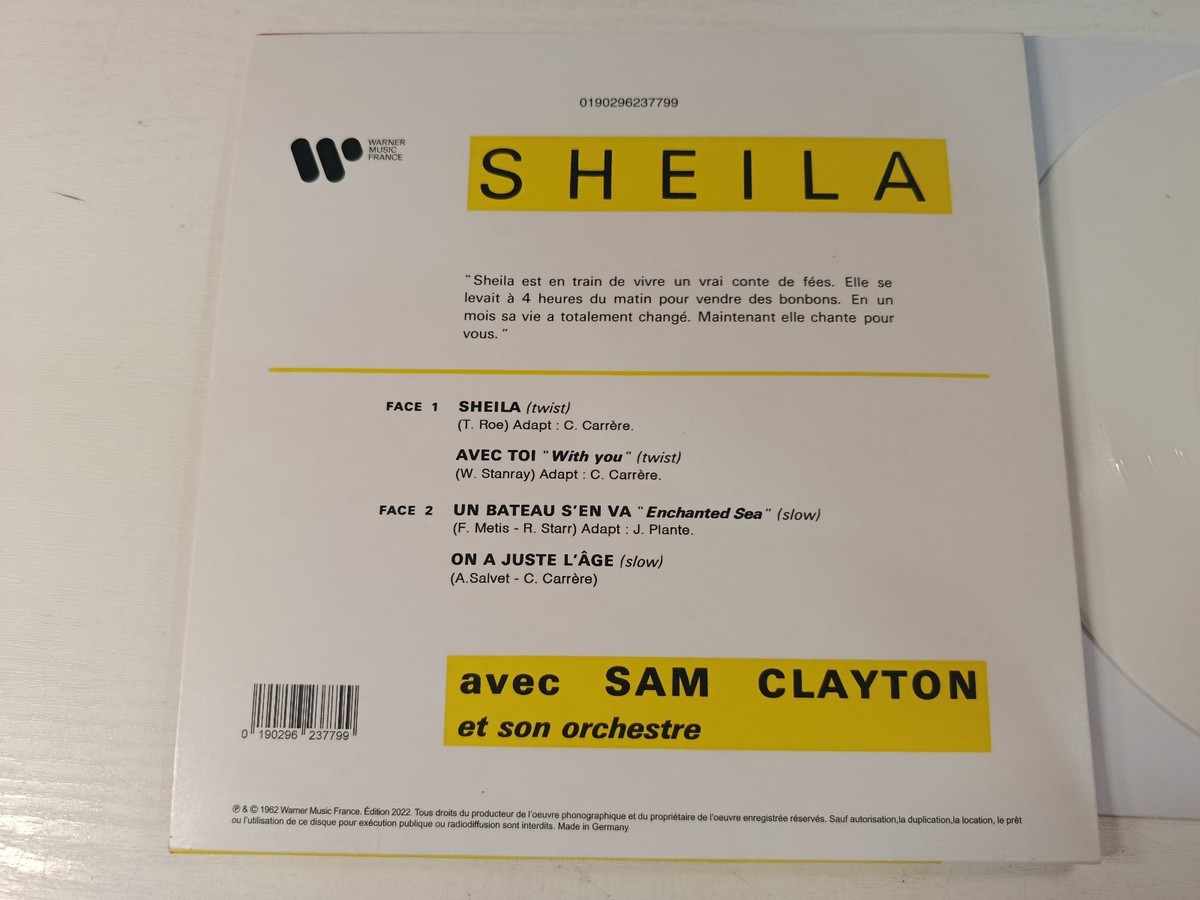 0190296237799
WARNER
MUSIC
FRANCE
SHEILA
"Sheila est en train de vivre un vrai conte de fées. Elle se
levait à 4 heures du matin pour vendre des bonbons. En un
mois sa vie a totalement changé. Maintenant elle chante pour
vous."
FACE 1 SHEILA (twist)
(T. Roe) Adapt : C. Carrère.
AVEC TOI "With you" (twist)
(W. Stanray) Adapt : C. Carrère.
FACE 2 UN BATEAU S'EN VA "Enchanted Sea" (slow)
(F. Metis - R. Starr) Adapt : J. Plante.
ON A JUSTE L'ÂGE (slow)
(A.Salvet - C. Carrère)
avec SAM CLAYTON
et son orchestre
0 190296 237799
℗ & © 1962 Warner Music France. Édition 2022. Tous droits du producteur de l'oeuvre phonographique et du propriétaire de l'oeuvre enregistrée réservés. Sauf autorisation,la duplication,la location, le prêt
ou l'utilisation de ce disque pour exécution publique ou radiodiffusion sont interdits. Made in Germany